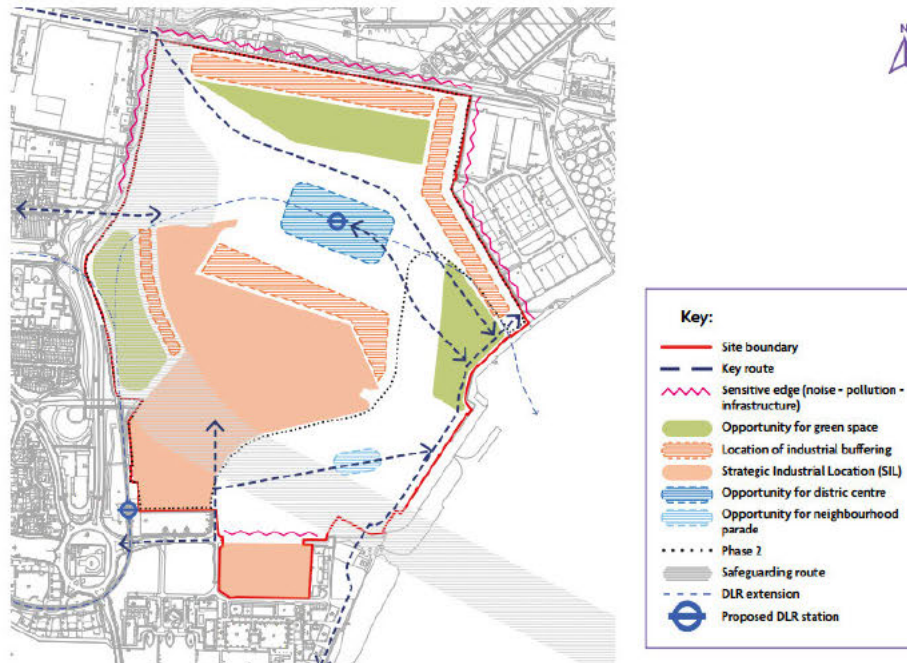 N
Key:
Site boundary
Key route
Sensitive edge (noise - pollution -
infrastructure)
Opportunity for green space
Location of industrial buffering
Strategic Industrial Location (SIL)
Opportunity for distric centre
Opportunity for neighbourhood
parade
Phase 2
Safeguarding route
DLR extension
Proposed DLR station